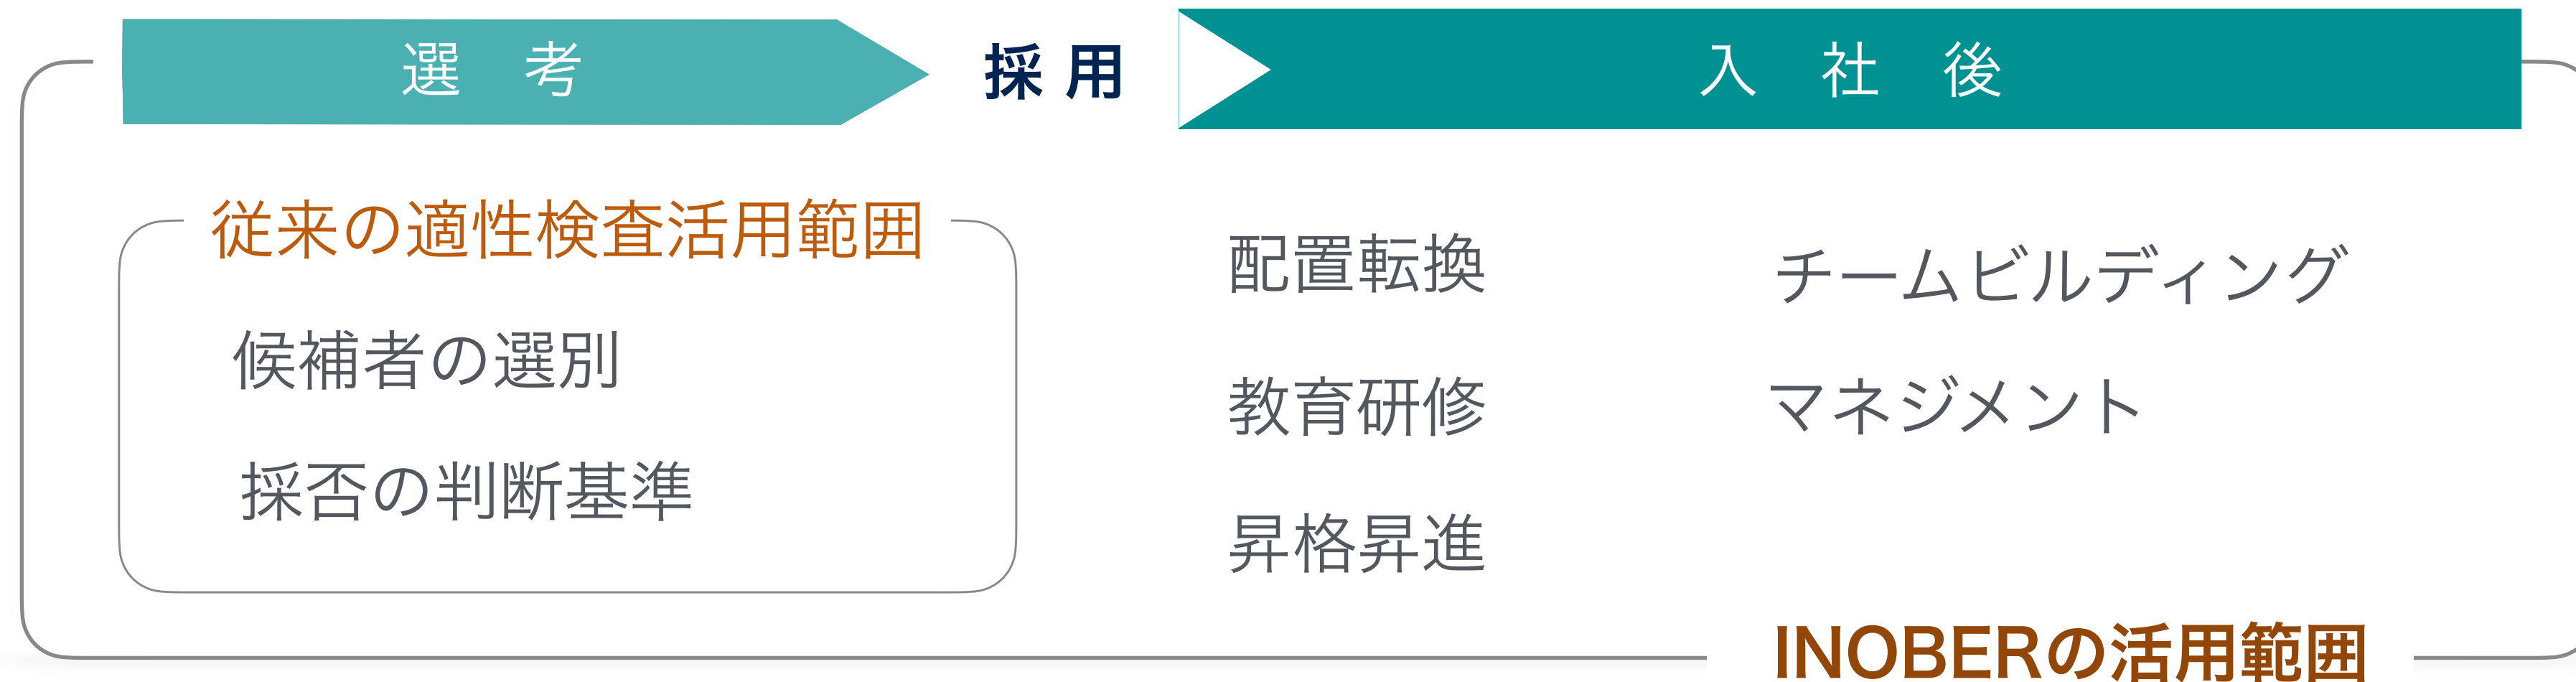 選 考
採用
入 社 後
従来の適性検査活用範囲
候補者の選別
採否の判断基準
配置転換
教育研修
昇格昇進
チームビルディング
マネジメント
INOBERの活用範囲